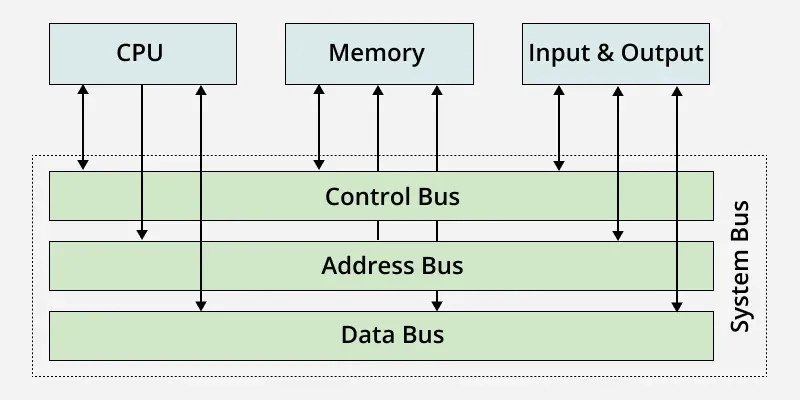 CPU
Memory
Input & Output
Control Bus
Address Bus
Data Bus
System Bus